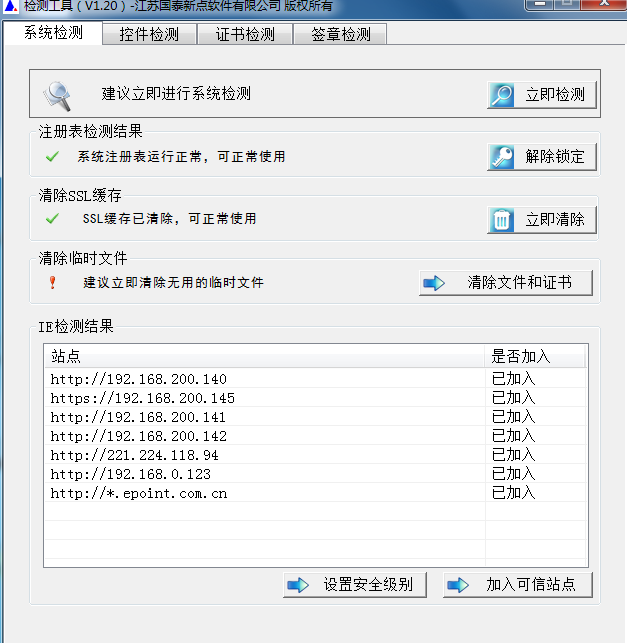 检测工具（V1.20）-江苏国泰新点软件有限公司 版权所有
系统检测 控件检测 证书检测 签章检测
建议立即进行系统检测 立即检测
注册表检测结果
系统注册表运行正常，可正常使用 解除锁定
清除SSL缓存
SSL缓存已清除，可正常使用 立即清除
清除临时文件
建议立即清除无用的临时文件 清除文件和证书
IE检测结果
站点 是否加入
http://192.168.200.140 已加入
https://192.168.200.145 已加入
http://192.168.200.141 已加入
http://192.168.200.142 已加入
http://221.224.118.94 已加入
http://192.168.0.123 已加入
http://*.epoint.com.cn 已加入
设置安全级别 加入可信站点